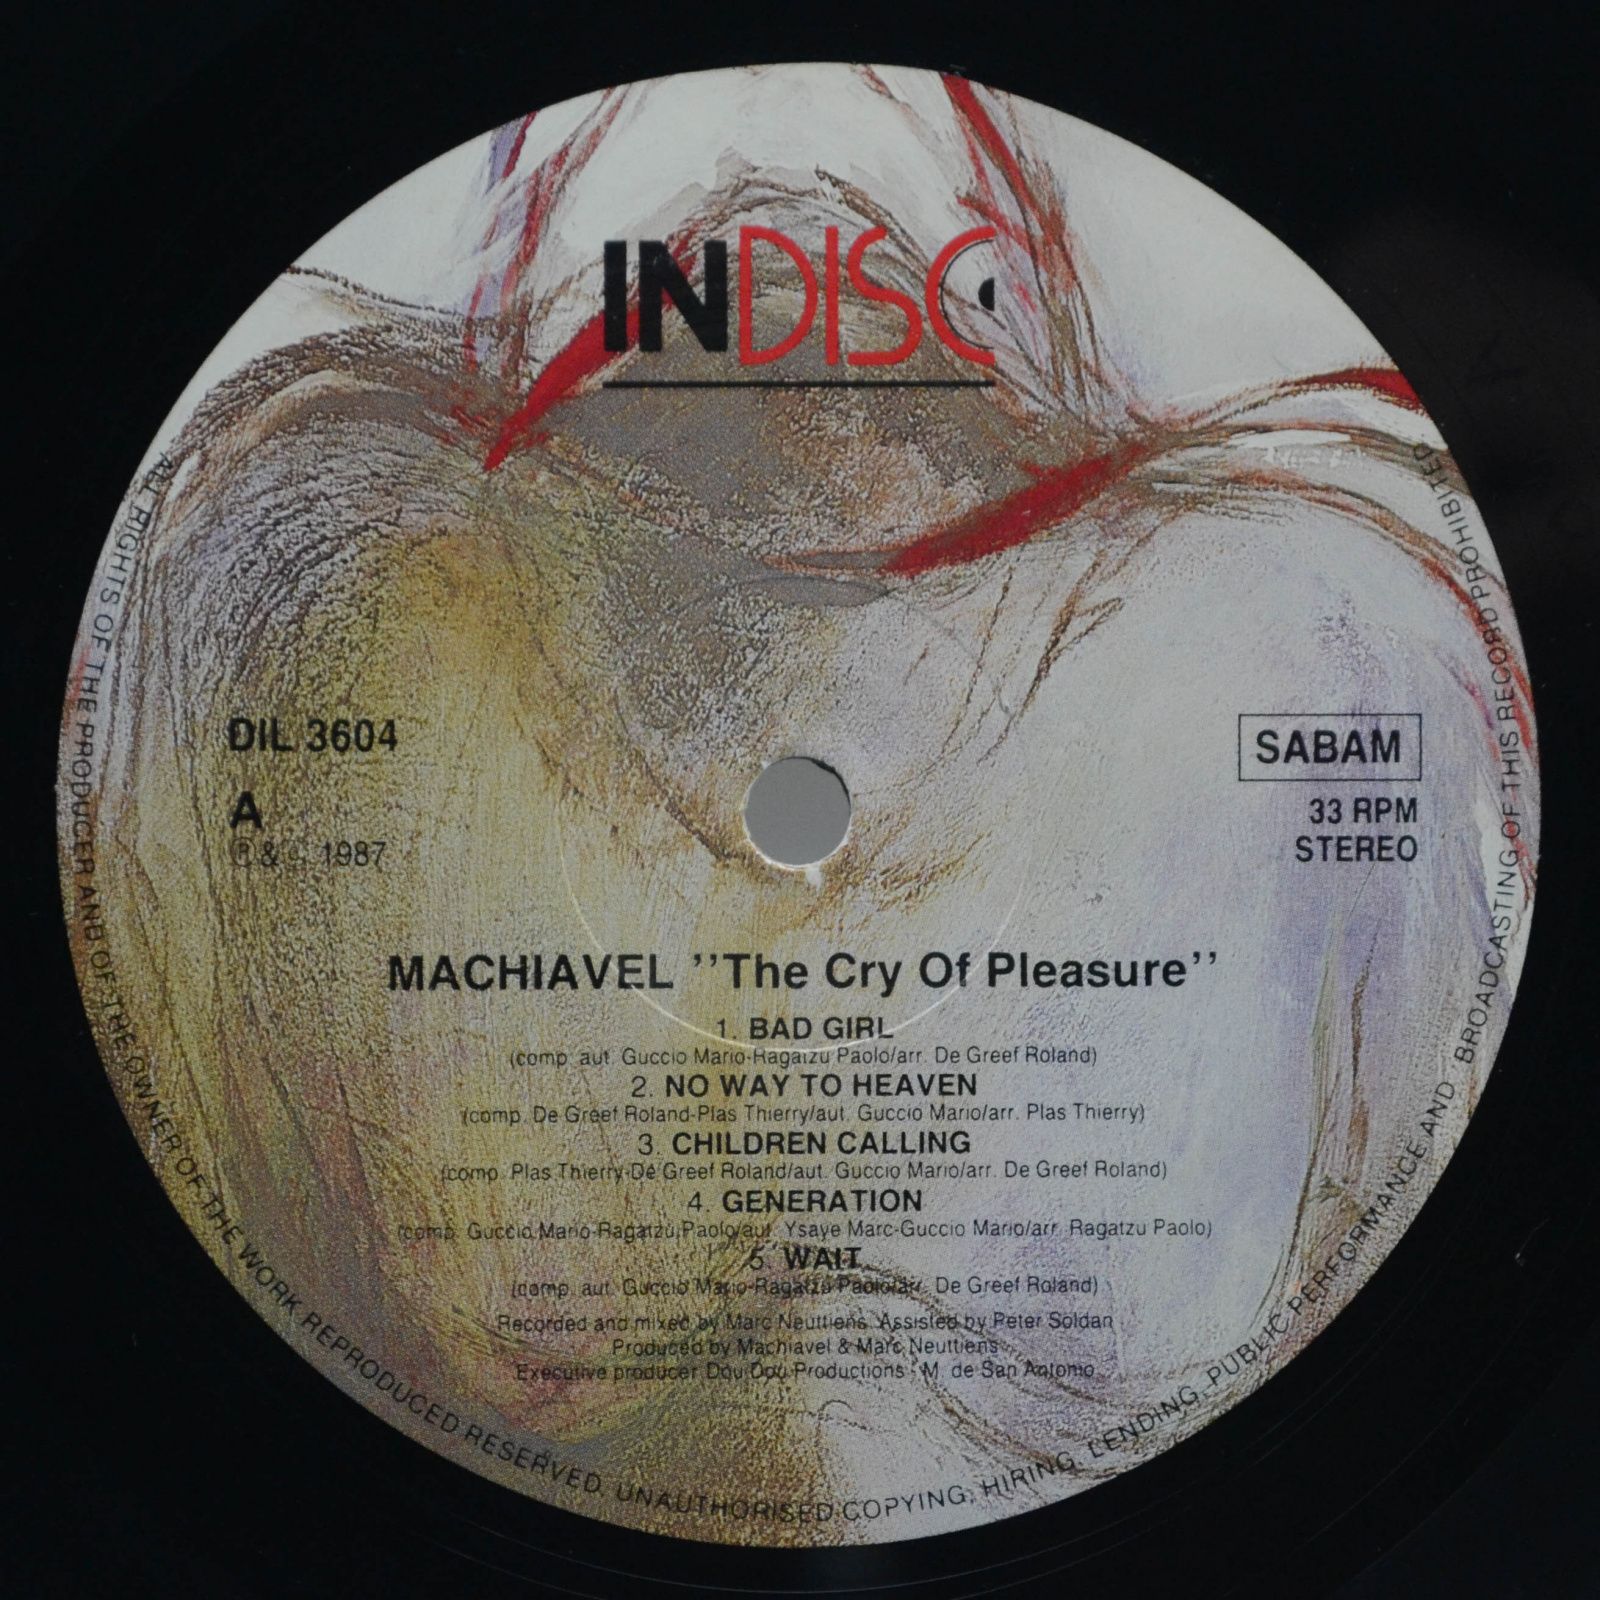 INDISC
DIL 3604
A
℗ & © 1987
SABAM
33 RPM
STEREO
MACHIAVEL ''The Cry Of Pleasure''
1. BAD GIRL
(comp. aut. Guccio Mario-Ragatzu Paolo/arr. De Greef Roland)
2. NO WAY TO HEAVEN
(comp. De Greef Roland-Plas Thierry/aut. Guccio Mario/arr. Plas Thierry)
3. CHILDREN CALLING
(comp. Plas Thierry-De Greef Roland/aut. Guccio Mario/arr. De Greef Roland)
4. GENERATION
(comp. Guccio Mario-Ragatzu Paolo/aut. Ysaye Marc-Guccio Mario/arr. Ragatzu Paolo)
5. WAIT
(comp. aut. Guccio Mario-Ragatzu Paolo/arr. De Greef Roland)
Recorded and mixed by Marc Neuttiens. Assisted by Peter Soldan
Produced by Machiavel & Marc Neuttiens
Executive producer Dou Dou Productions - M. de San Antonio
ALL RIGHTS OF THE PRODUCER AND OF THE OWNER OF THE WORK REPRODUCED RESERVED. UNAUTHORISED COPYING, HIRING, LENDING, PUBLIC PERFORMANCE AND BROADCASTING OF THIS RECORD PROHIBITED